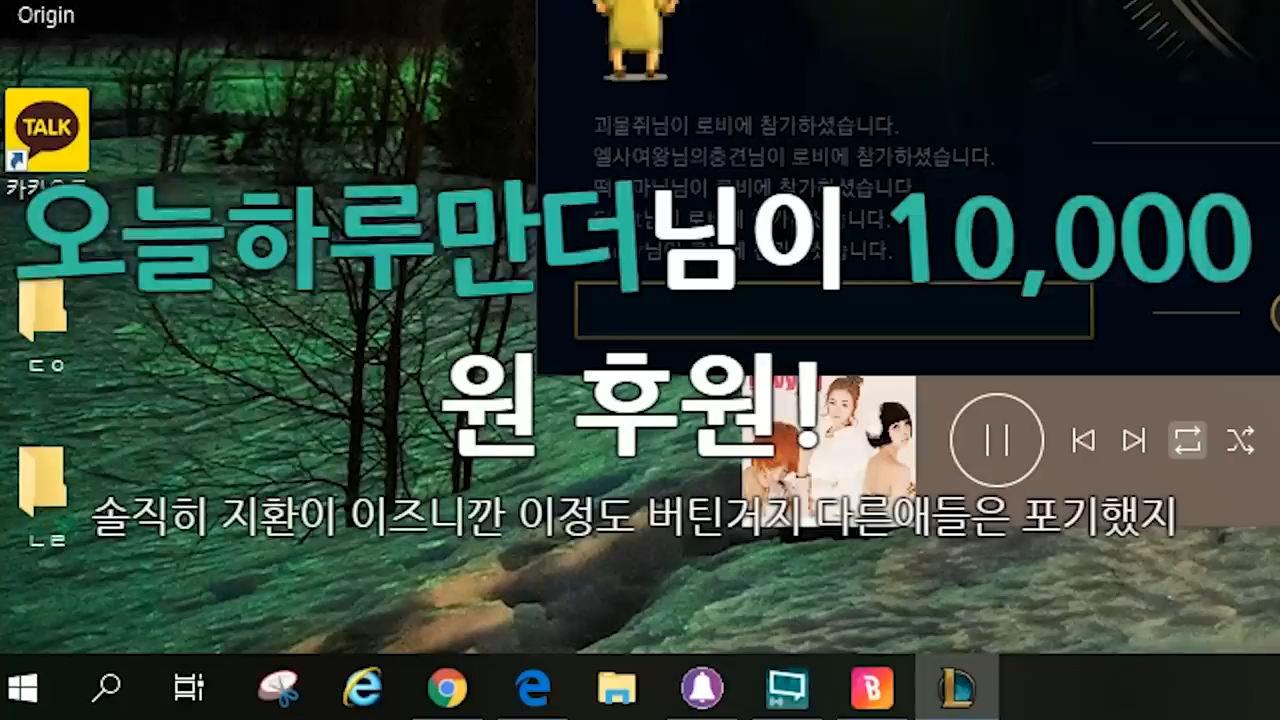 Origin
TALK
괴물쥐님이 로비에 참가하셨습니다.
엘사여왕님의충견님이 로비에 참가하셨습니다.
오늘하루만더님이 10,000
원 후원!
ㄷㅇ
솔직히 지환이 이즈니깐 이정도 버틴거지 다른애들은 포기했지
ㄴㄹ